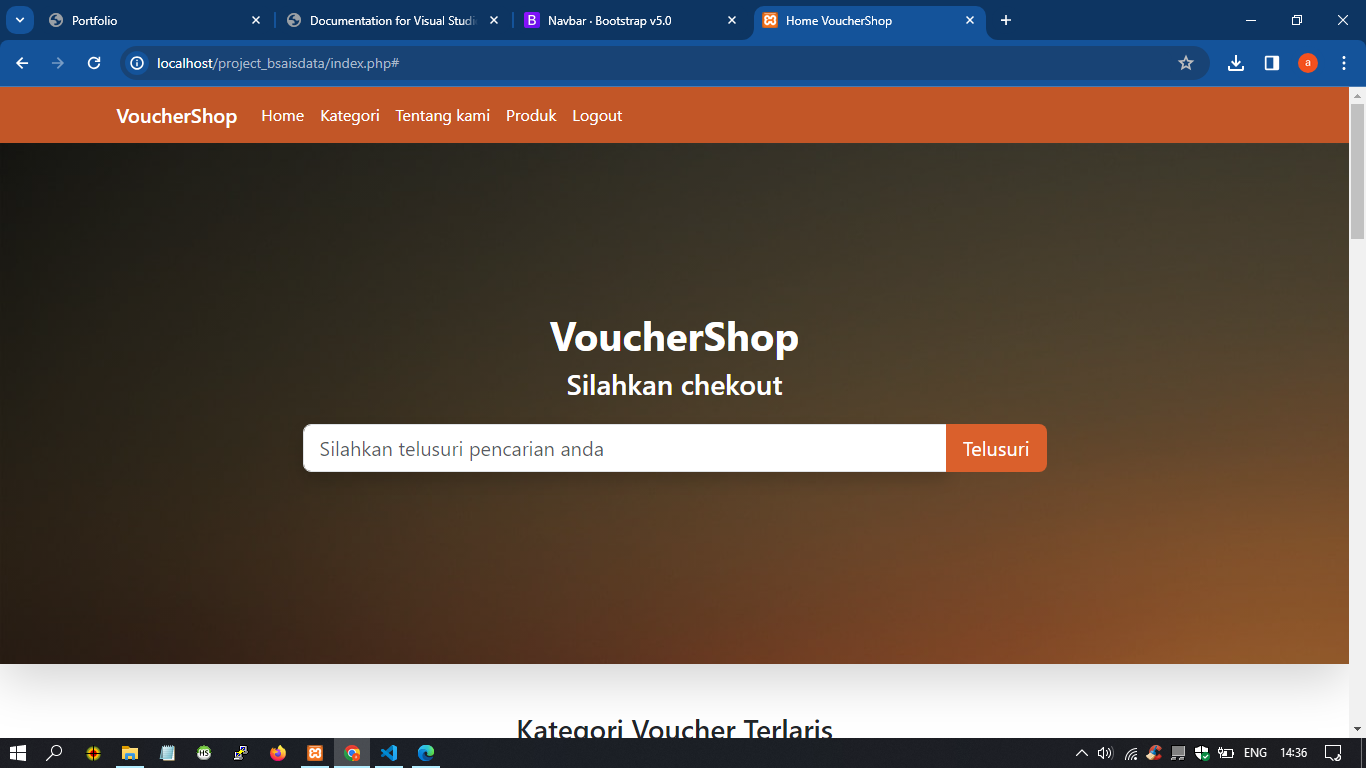 Portfolio
Documentation for Visual Studi
Navbar · Bootstrap v5.0
Home VoucherShop
localhost/project_bsaisdata/index.php#
a
VoucherShop Home Kategori Tentang kami Produk Logout
VoucherShop
Silahkan chekout
Silahkan telusuri pencarian anda Telusuri
Kategori Voucher Terlaris
ENG 14:36